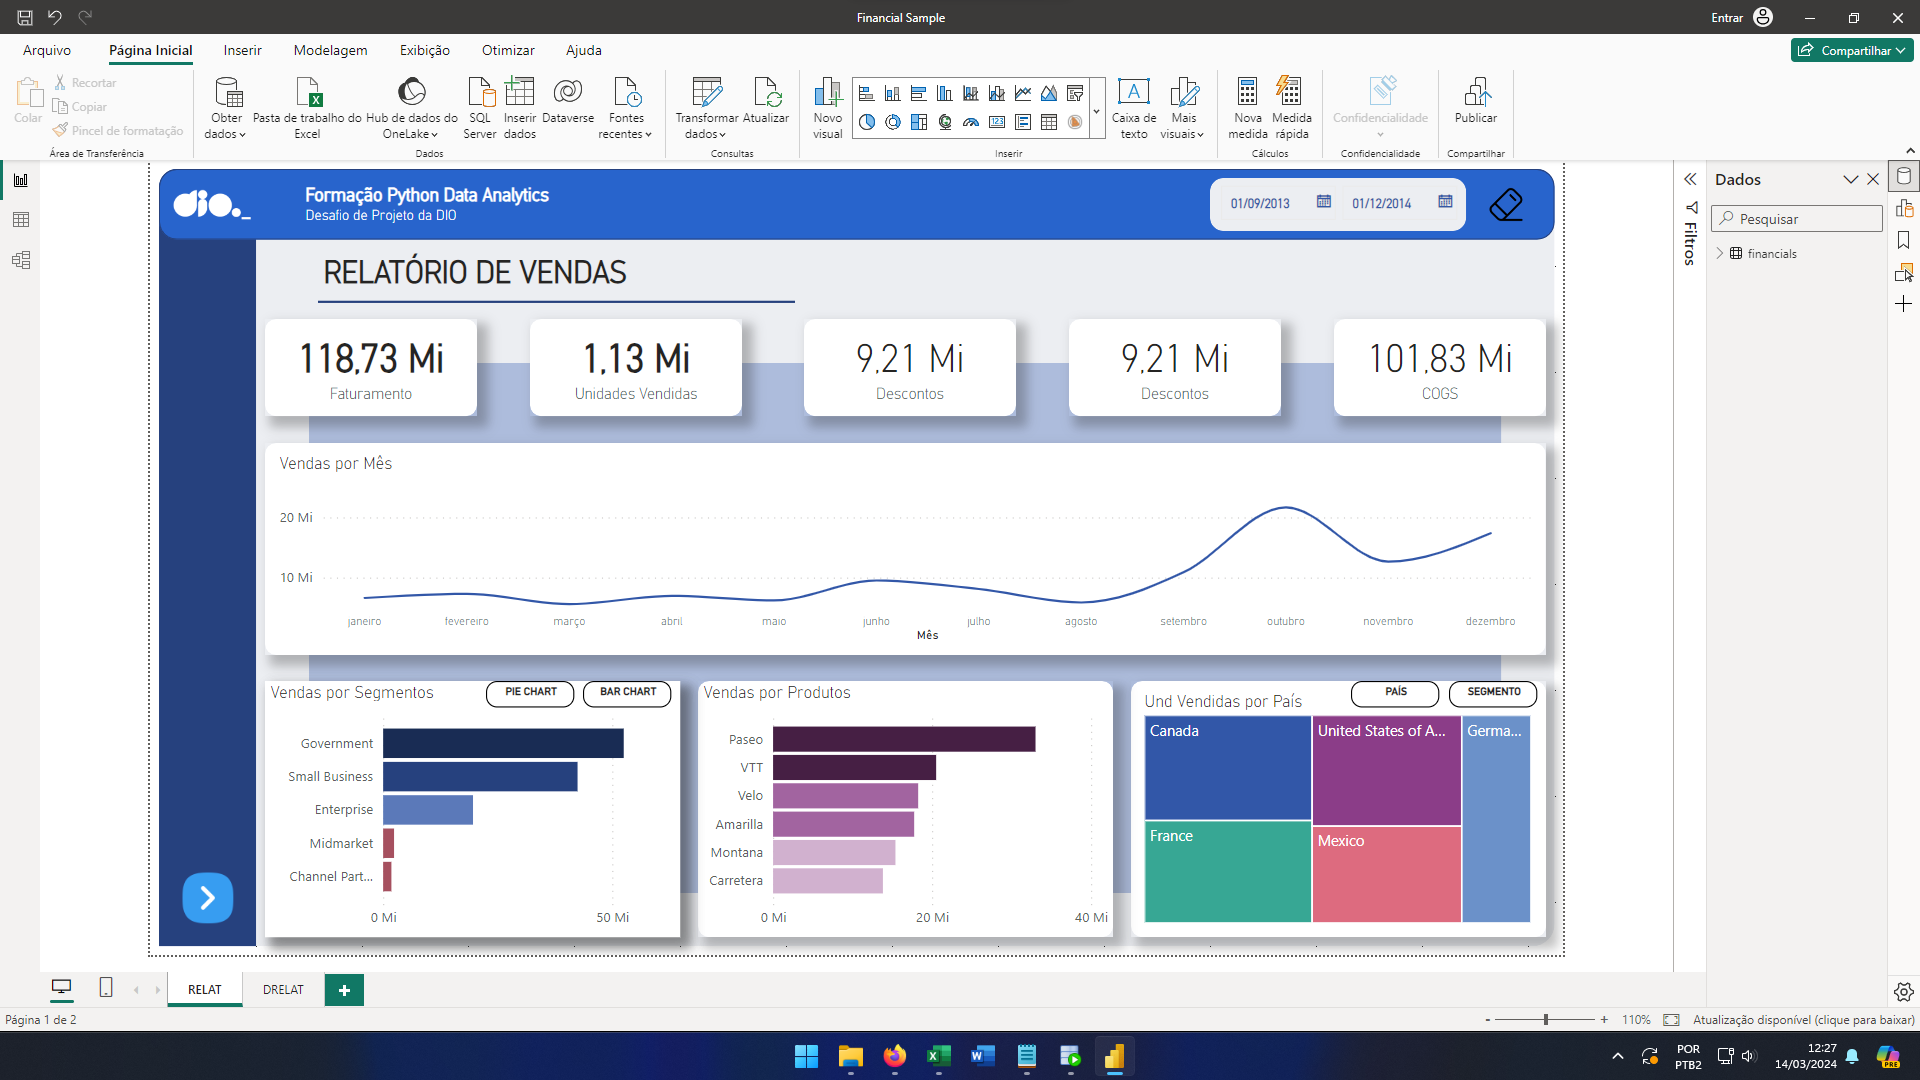 Financial Sample
Entrar
Arquivo
Página Inicial
Inserir
Modelagem
Exibição
Otimizar
Ajuda
Compartilhar
Colar
Recortar
Copiar
Pincel de formatação
Área de Transferência
Obter dados
Pasta de trabalho do Excel
Hub de dados do OneLake
SQL Server
Inserir dados
Dataverse
Fontes recentes
Dados
Transformar dados
Atualizar
Consultas
Novo visual
Caixa de texto
Mais visuais
Inserir
Nova medida
Medida rápida
Cálculos
Confidencialidade
Confidencialidade
Publicar
Compartilhar
dio._
Formação Python Data Analytics
Desafio de Projeto da DIO
01/09/2013
01/12/2014
RELATÓRIO DE VENDAS
118,73 Mi
Faturamento
1,13 Mi
Unidades Vendidas
9,21 Mi
Descontos
9,21 Mi
Descontos
101,83 Mi
COGS
Vendas por Mês
20 Mi
10 Mi
janeiro
fevereiro
março
abril
maio
junho
julho
agosto
setembro
outubro
novembro
dezembro
Mês
Vendas por Segmentos
PIE CHART
BAR CHART
Government
Small Business
Enterprise
Midmarket
Channel Part...
0 Mi
50 Mi
Vendas por Produtos
Paseo
VTT
Velo
Amarilla
Montana
Carretera
0 Mi
20 Mi
40 Mi
Und Vendidas por País
PAÍS
SEGMENTO
Canada
France
United States of A...
Mexico
Germa...
Filtros
Dados
Pesquisar
financials
RELAT
DRELAT
Página 1 de 2
110%
Atualização disponível (clique para baixar)
POR
PTB2
12:27
14/03/2024
PRE